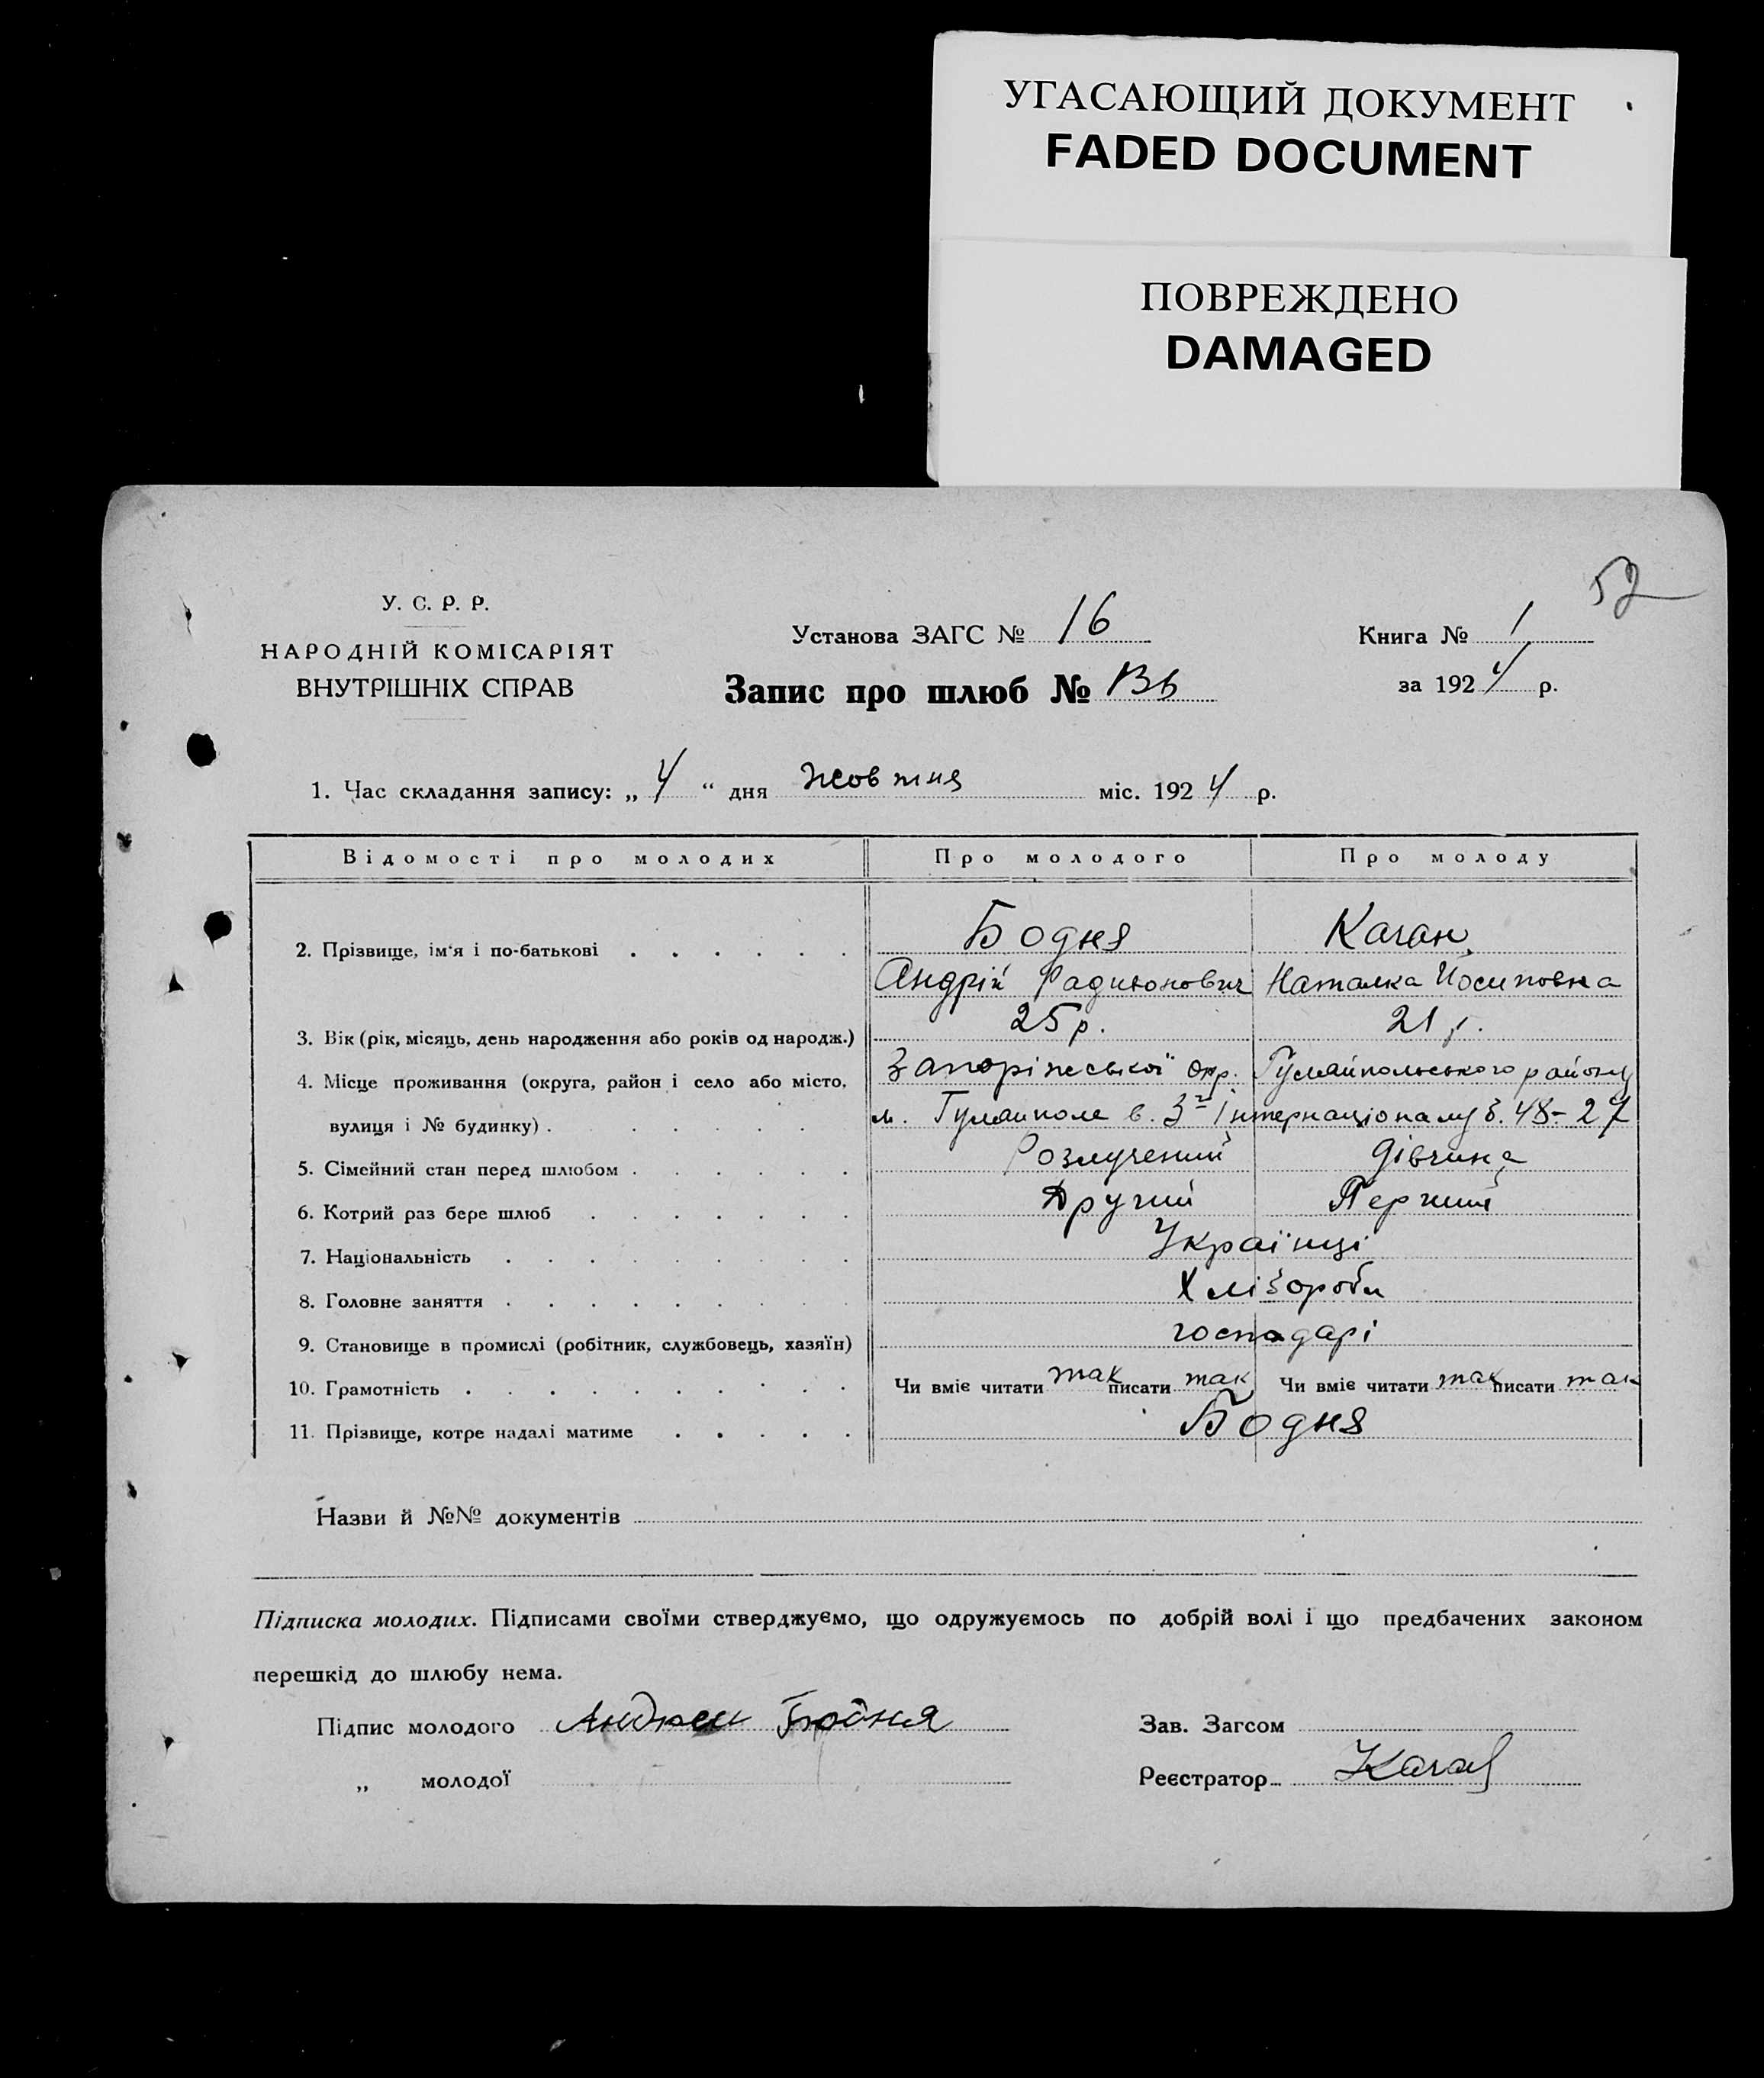 УГАСАЮЩИЙ ДОКУМЕНТ
FADED DOCUMENT
ПОВРЕЖДЕНО
DAMAGED
52
У. С. Р. Р.
НАРОДНІЙ КОМІСАРІЯТ
ВНУТРІШНІХ СПРАВ
Установа ЗАГС № 16
Запис про шлюб №
Книга № 1
за 1924 р.
1. Час складання запису: „ 4 “ дня жовтня міс. 1924 р.
Відомості про молодих Про молодого Про молоду
2. Прізвище, ім'я і по-батькові Бодня Каган
Андрій Радионович Наталка Йосиповна
3. Вік (рік, місяць, день народження або років од народж.) 25 р. 21 р.
4. Місце проживання (округа, район і село або місто, Запоріжської окр. Гуляйпольського району
вулиця і № будинку) м. Гуляйполе в. 3го Інтернаціоналу б. 48-27
5. Сімейний стан перед шлюбом Розлучений дівчина
6. Котрий раз бере шлюб Другий Перший
7. Національність Українці
8. Головне заняття Хлібороби
9. Становище в промислі (робітник, службовець, хазяїн) господарі
10. Грамотність Чи вміє читати так писати так Чи вміє читати так писати так
11. Прізвище, котре надалі матиме Бодня
Назви й №№ документів
Підписка молодих. Підписами своїми стверджуємо, що одружуємось по добрій волі і що предбачених законом
перешкід до шлюбу нема.
Підпис молодого Андрей Бодня Зав. Загсом
„ молодої Реєстратор